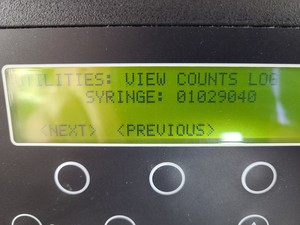 UTILITIES: VIEW COUNTS LOG
SYRINGE: 01029040
<NEXT> <PREVIOUS>